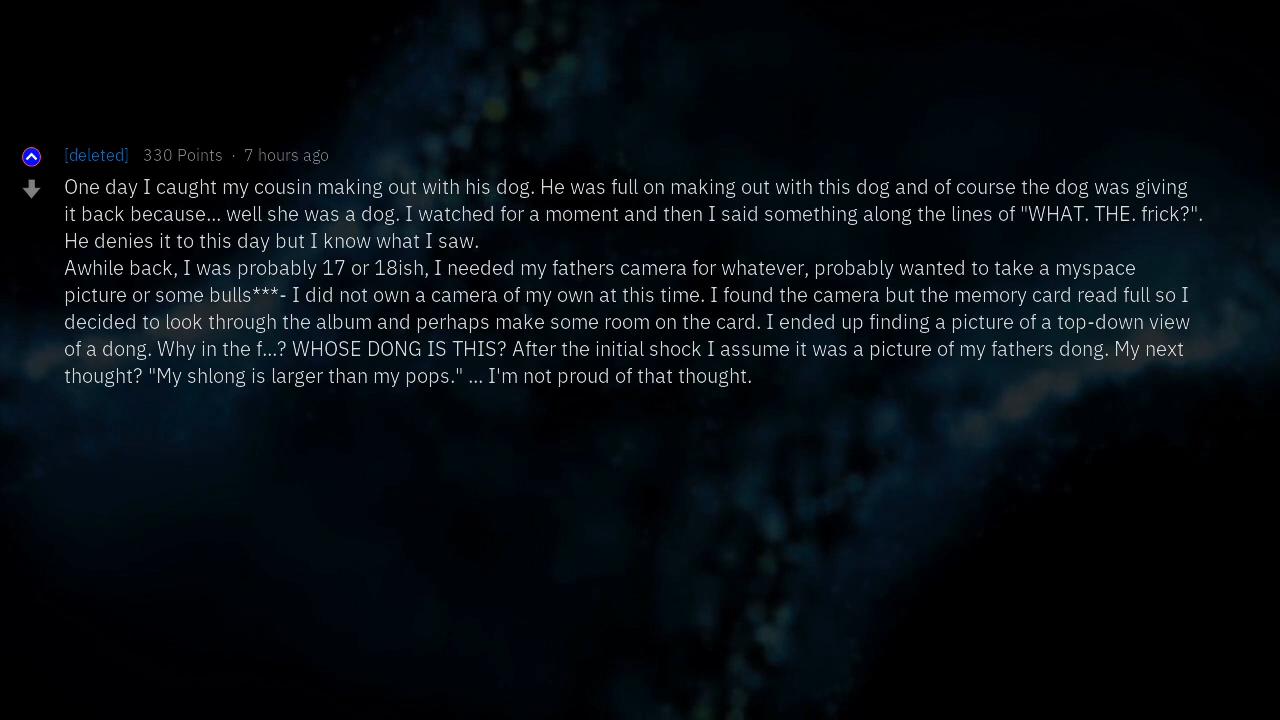 [deleted] 330 Points · 7 hours ago
One day I caught my cousin making out with his dog. He was full on making out with this dog and of course the dog was giving
it back because... well she was a dog. I watched for a moment and then I said something along the lines of "WHAT. THE. frick?".
He denies it to this day but I know what I saw.
Awhile back, I was probably 17 or 18ish, I needed my fathers camera for whatever, probably wanted to take a myspace
picture or some bulls***- I did not own a camera of my own at this time. I found the camera but the memory card read full so I
decided to look through the album and perhaps make some room on the card. I ended up finding a picture of a top-down view
of a dong. Why in the f...? WHOSE DONG IS THIS? After the initial shock I assume it was a picture of my fathers dong. My next
thought? "My shlong is larger than my pops." ... I'm not proud of that thought.